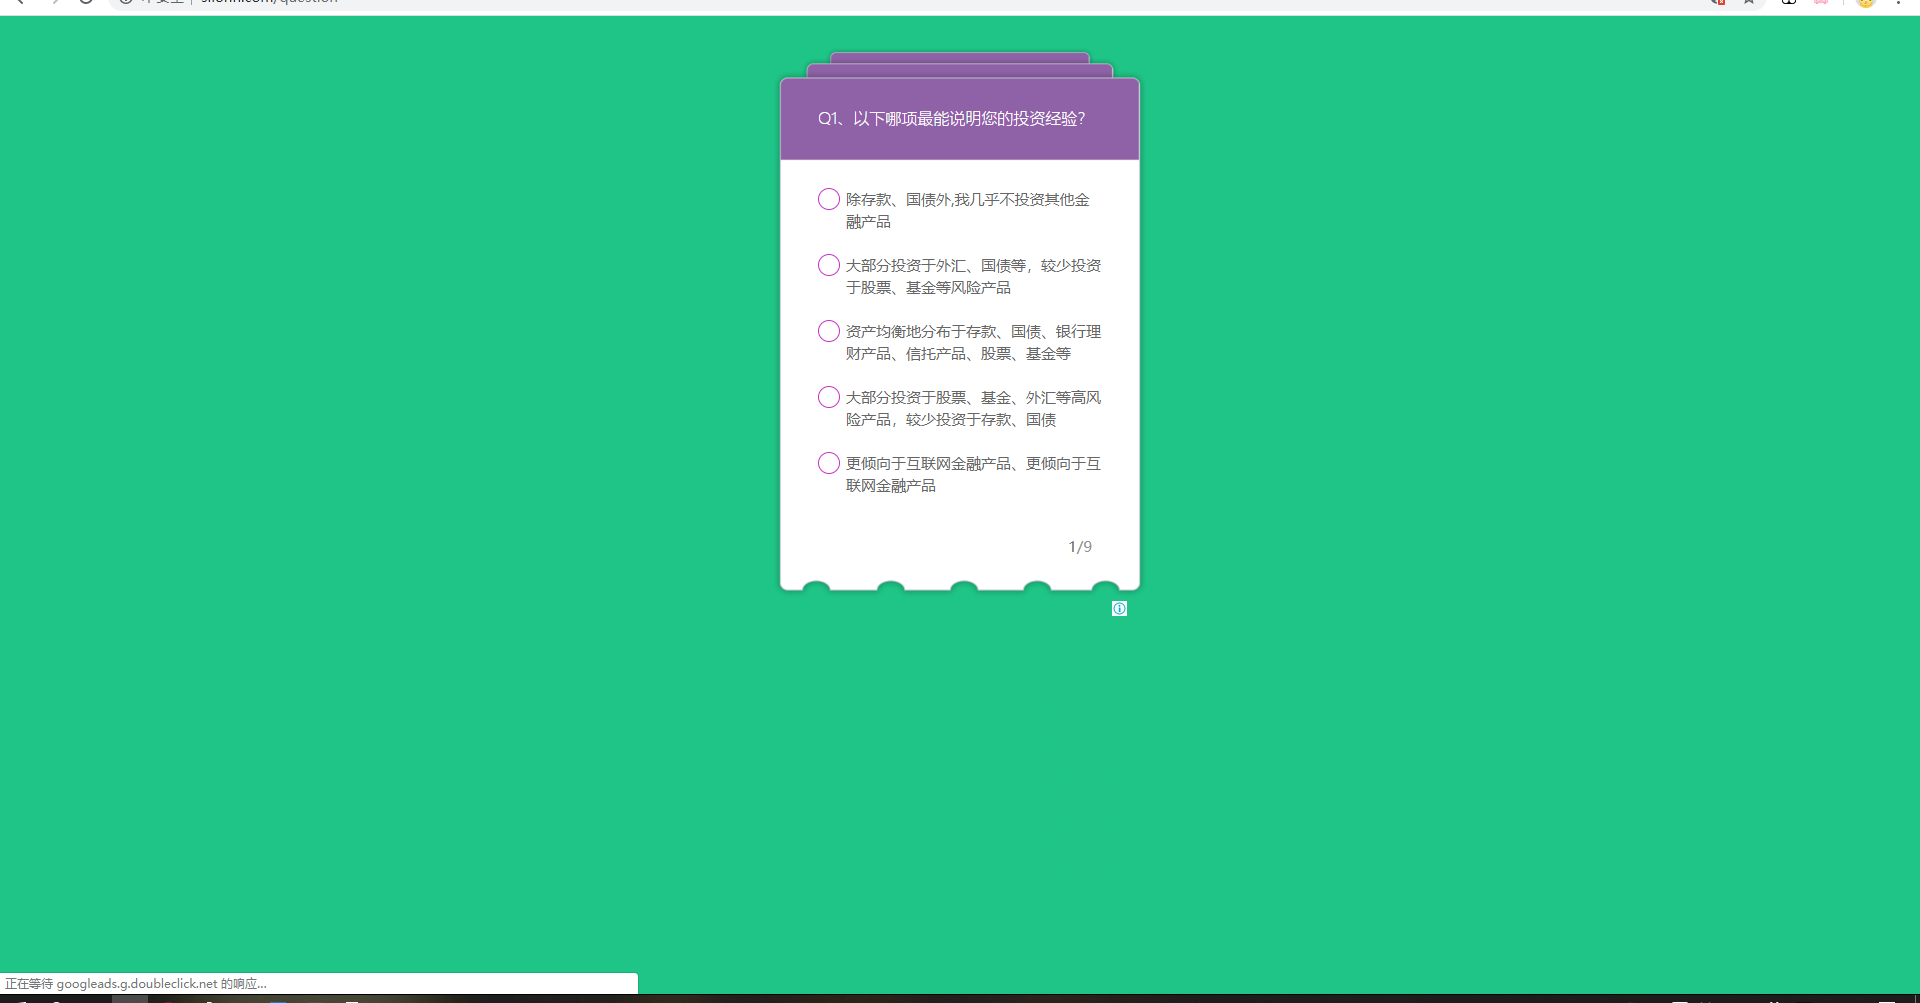 Q1、以下哪项最能说明您的投资经验？
除存款、国债外,我几乎不投资其他金
融产品
大部分投资于外汇、国债等，较少投资
于股票、基金等风险产品
资产均衡地分布于存款、国债、银行理
财产品、信托产品、股票、基金等
大部分投资于股票、基金、外汇等高风
险产品，较少投资于存款、国债
更倾向于互联网金融产品、更倾向于互
联网金融产品
1/9
正在等待 googleads.g.doubleclick.net 的响应...